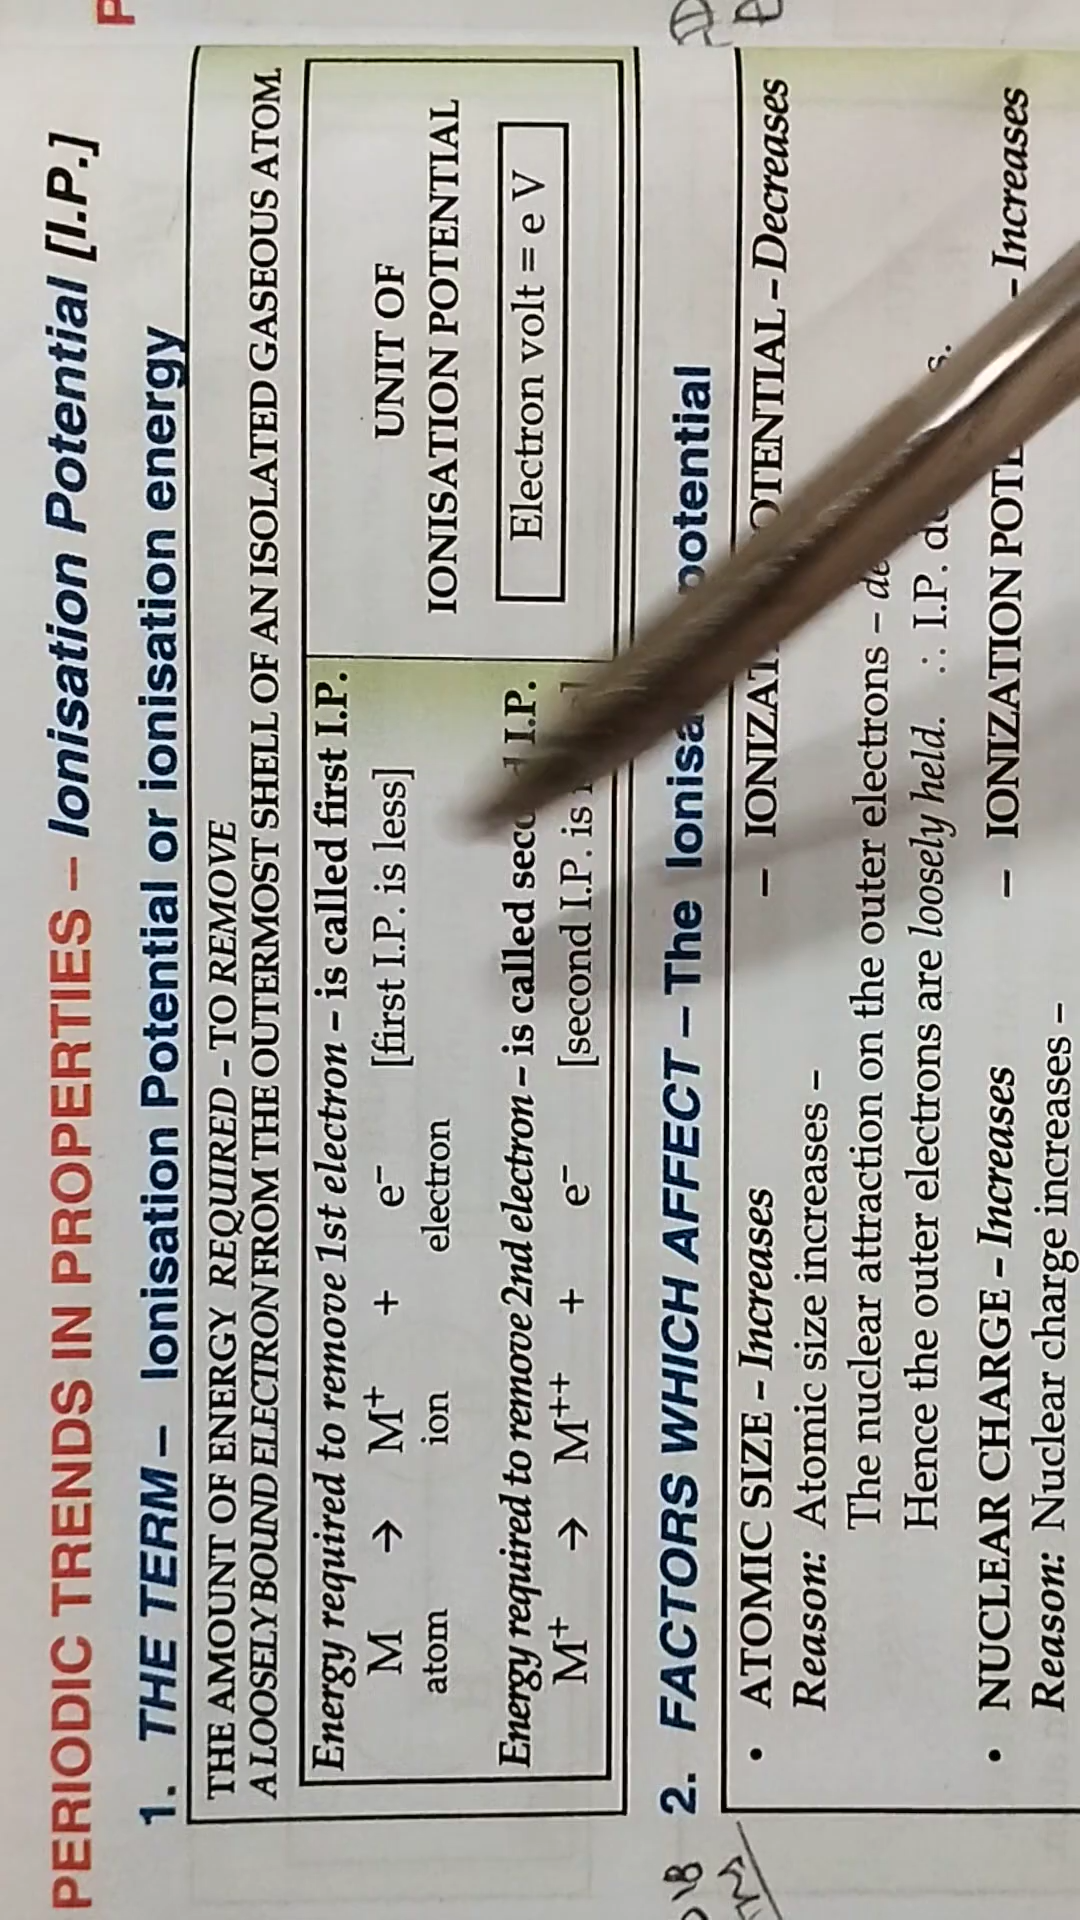 PERIODIC TRENDS IN PROPERTIES – Ionisation Potential [I.P.]
1. THE TERM – Ionisation Potential or ionisation energy
THE AMOUNT OF ENERGY REQUIRED - TO REMOVE
A LOOSELY BOUND ELECTRON FROM THE OUTERMOST SHELL OF AN ISOLATED GASEOUS ATOM.
Energy required to remove 1st electron – is called first I.P.
M → M⁺ + e⁻ [first I.P. is less]
atom ion electron
Energy required to remove 2nd electron – is called I.P.
M⁺ → M⁺⁺ + e⁻ [second I.P. is
UNIT OF
IONISATION POTENTIAL
Electron volt = e V
2. FACTORS WHICH AFFECT – The potential
• ATOMIC SIZE – Increases – POTENTIAL – Decreases
Reason: Atomic size increases –
The nuclear attraction on the outer electrons –
Hence the outer electrons are loosely held. ∴ I.P.
• NUCLEAR CHARGE – Increases – IONIZATION – Increases
Reason: Nuclear charge increases –